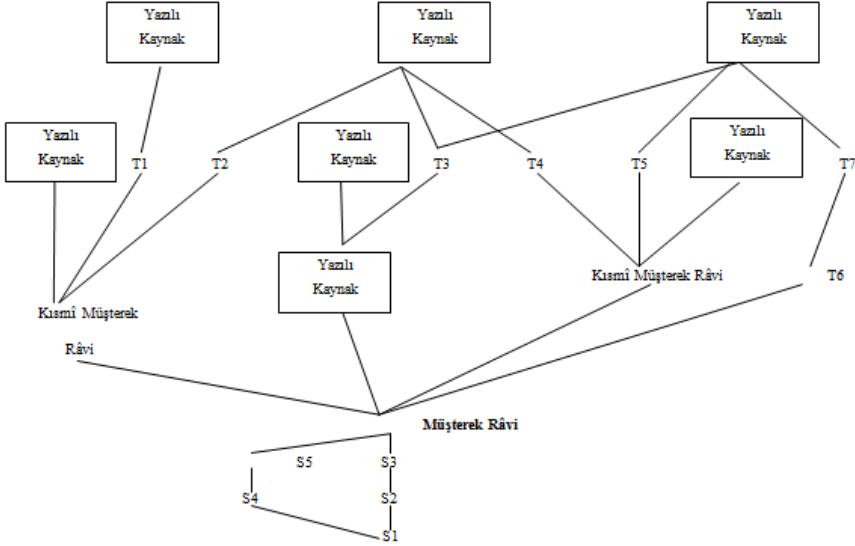 Yazılı
Kaynak
Yazılı
Kaynak
Yazılı
Kaynak
Yazılı
Kaynak
T1
T2
Yazılı
Kaynak
T3
T4
T5
Yazılı
Kaynak
T7
Yazılı
Kaynak
Kısmî Müşterek Râvi
T6
Kısmî Müşterek
Râvi
Müşterek Râvi
S5
S3
S4
S2
S1